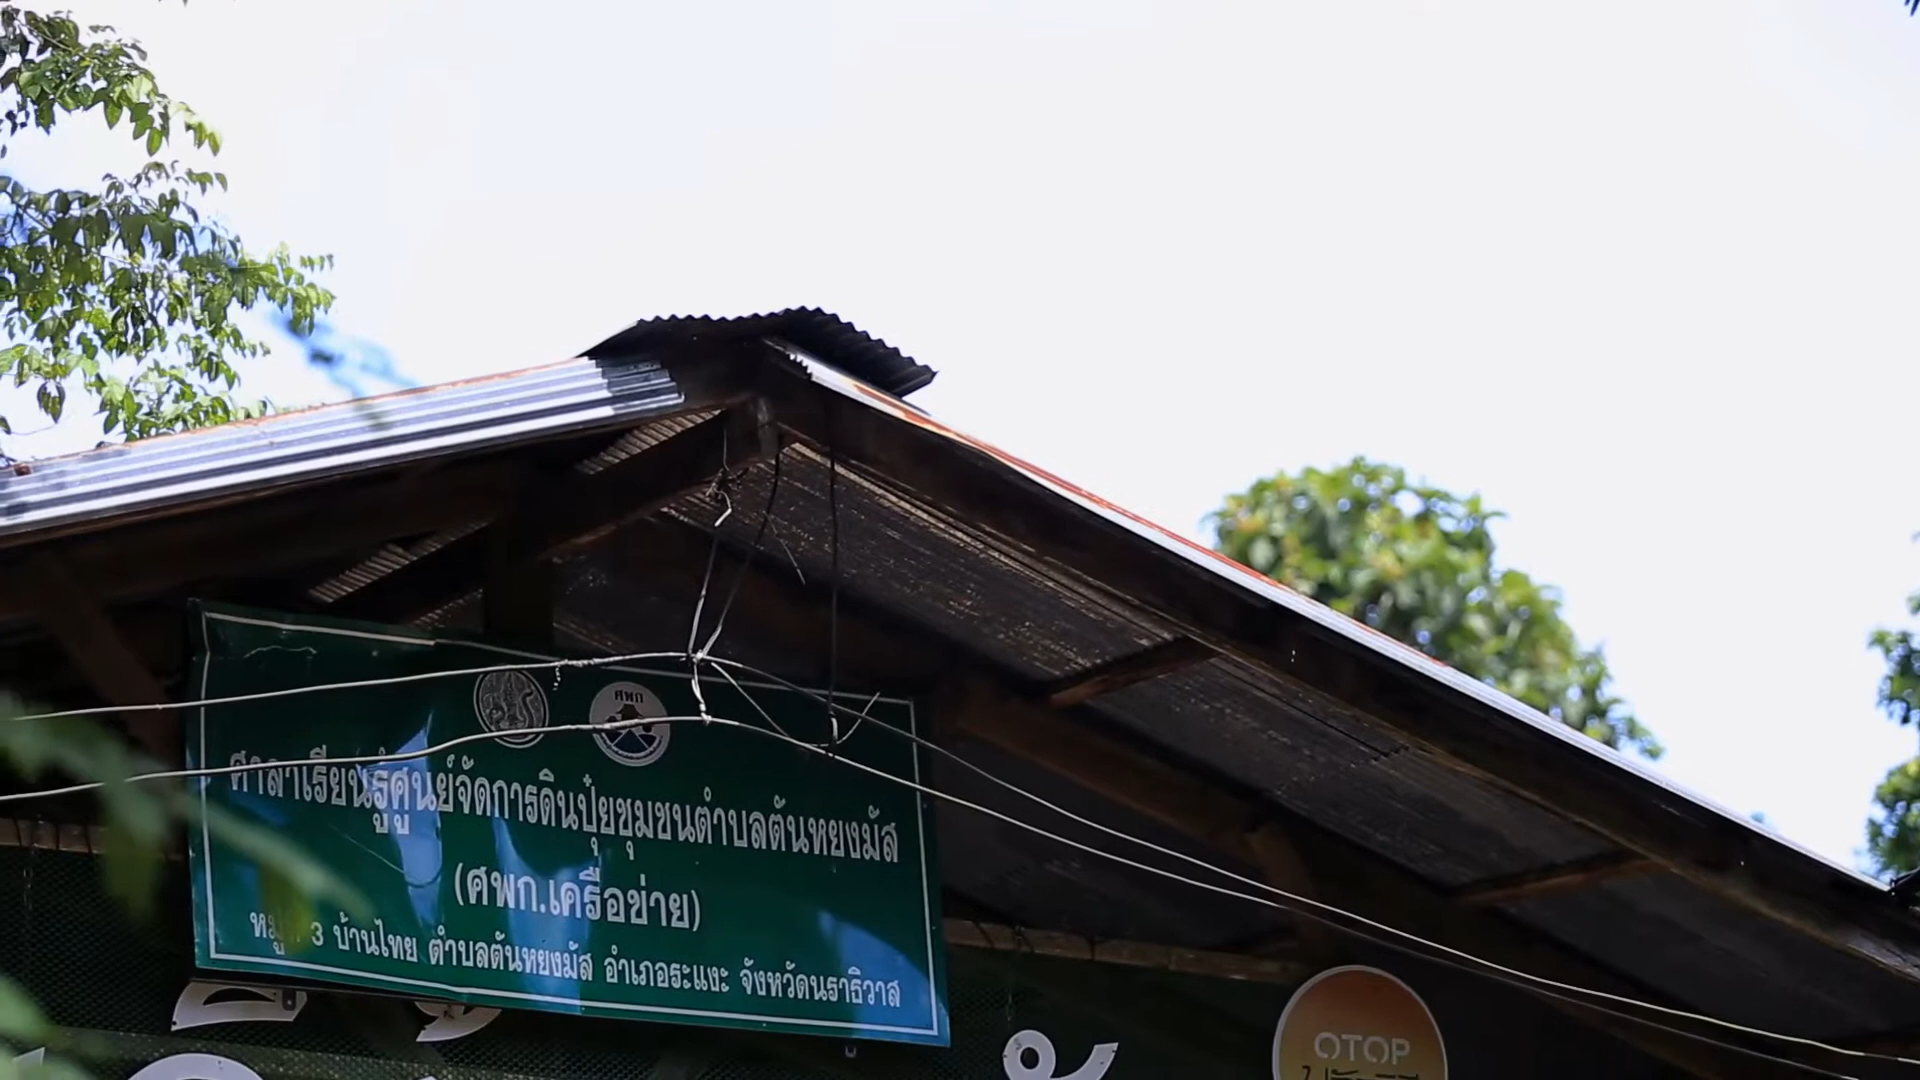 ศพก
ศาลาเรียนรู้ศูนย์จัดการดินปุ๋ยชุมชนตำบลตันหยงมัส
(ศพก.เครือข่าย)
หมู่ที่ 3 บ้านไทย ตำบลตันหยงมัส อำเภอระแงะ จังหวัดนราธิวาส
OTOP